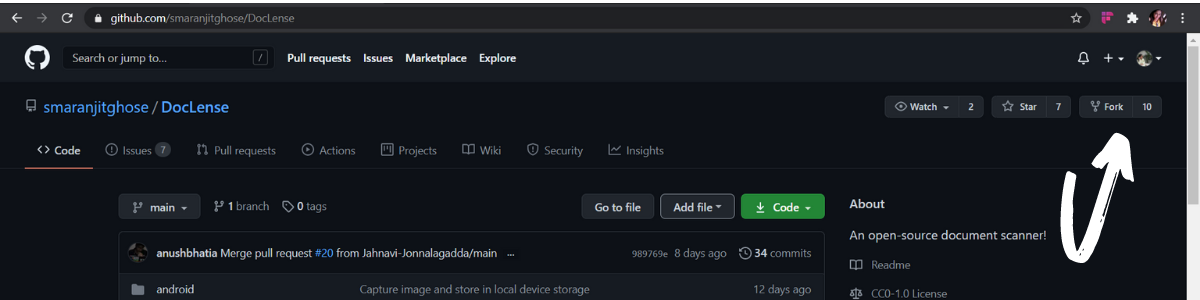 github.com/smaranjitghose/DocLense
Search or jump to... / Pull requests Issues Marketplace Explore
smaranjitghose / DocLense Watch 2 Star 7 Fork 10
Code Issues 7 Pull requests Actions Projects Wiki Security Insights
main 1 branch 0 tags Go to file Add file Code About
An open-source document scanner!
anushbhatia Merge pull request #20 from Jahnavi-Jonnalagadda/main ... 989769e 8 days ago 34 commits
Readme
android Capture image and store in local device storage 12 days ago
CC0-1.0 License